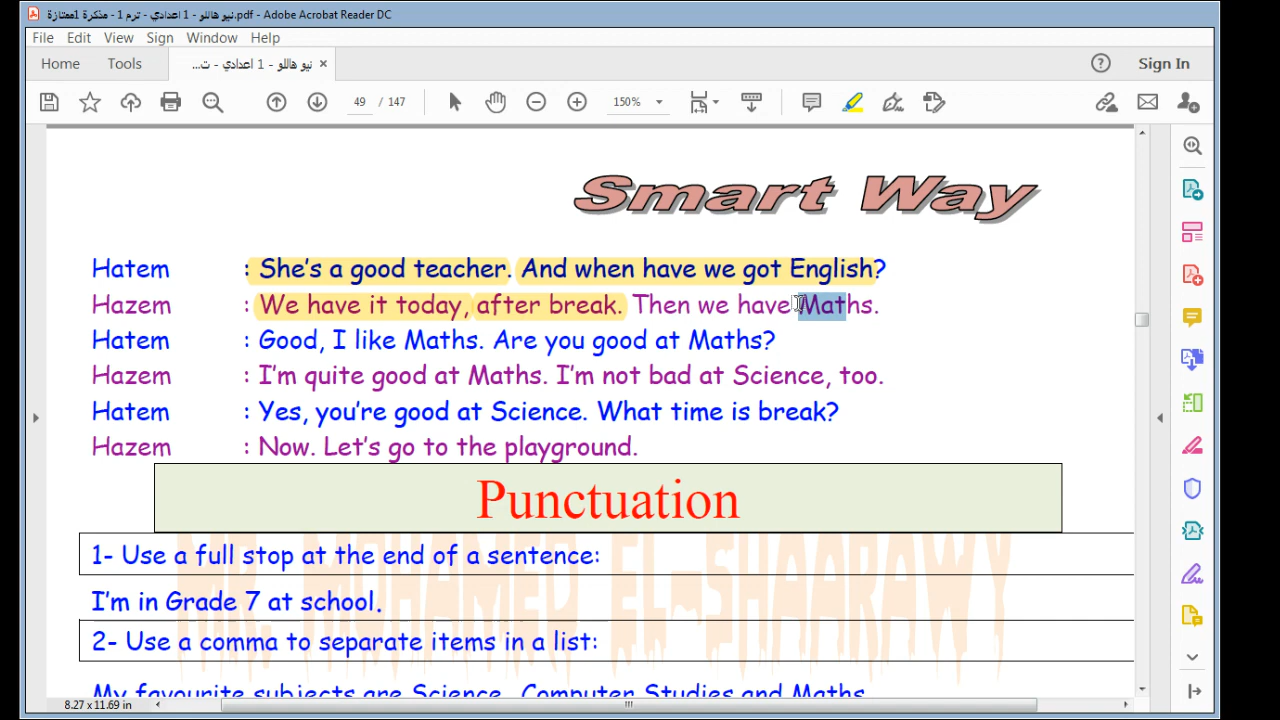 نيو هاللو - 1 اعدادي - ترم 1 - مذكرة 1ممتازة.pdf - Adobe Acrobat Reader DC
File Edit View Sign Window Help
Home Tools نيو هاللو - 1 اعدادي - ت... × Sign In
49 / 147 150%
Smart Way
Hatem : She's a good teacher. And when have we got English?
Hazem : We have it today, after break. Then we have Maths.
Hatem : Good, I like Maths. Are you good at Maths?
Hazem : I'm quite good at Maths. I'm not bad at Science, too.
Hatem : Yes, you're good at Science. What time is break?
Hazem : Now. Let's go to the playground.
Punctuation
1- Use a full stop at the end of a sentence:
I'm in Grade 7 at school.
2- Use a comma to separate items in a list:
My favourite subjects are Science, Computer Studies and Maths
MR. MOHAMED EL-SHAARAWY
8.27 x 11.69 in